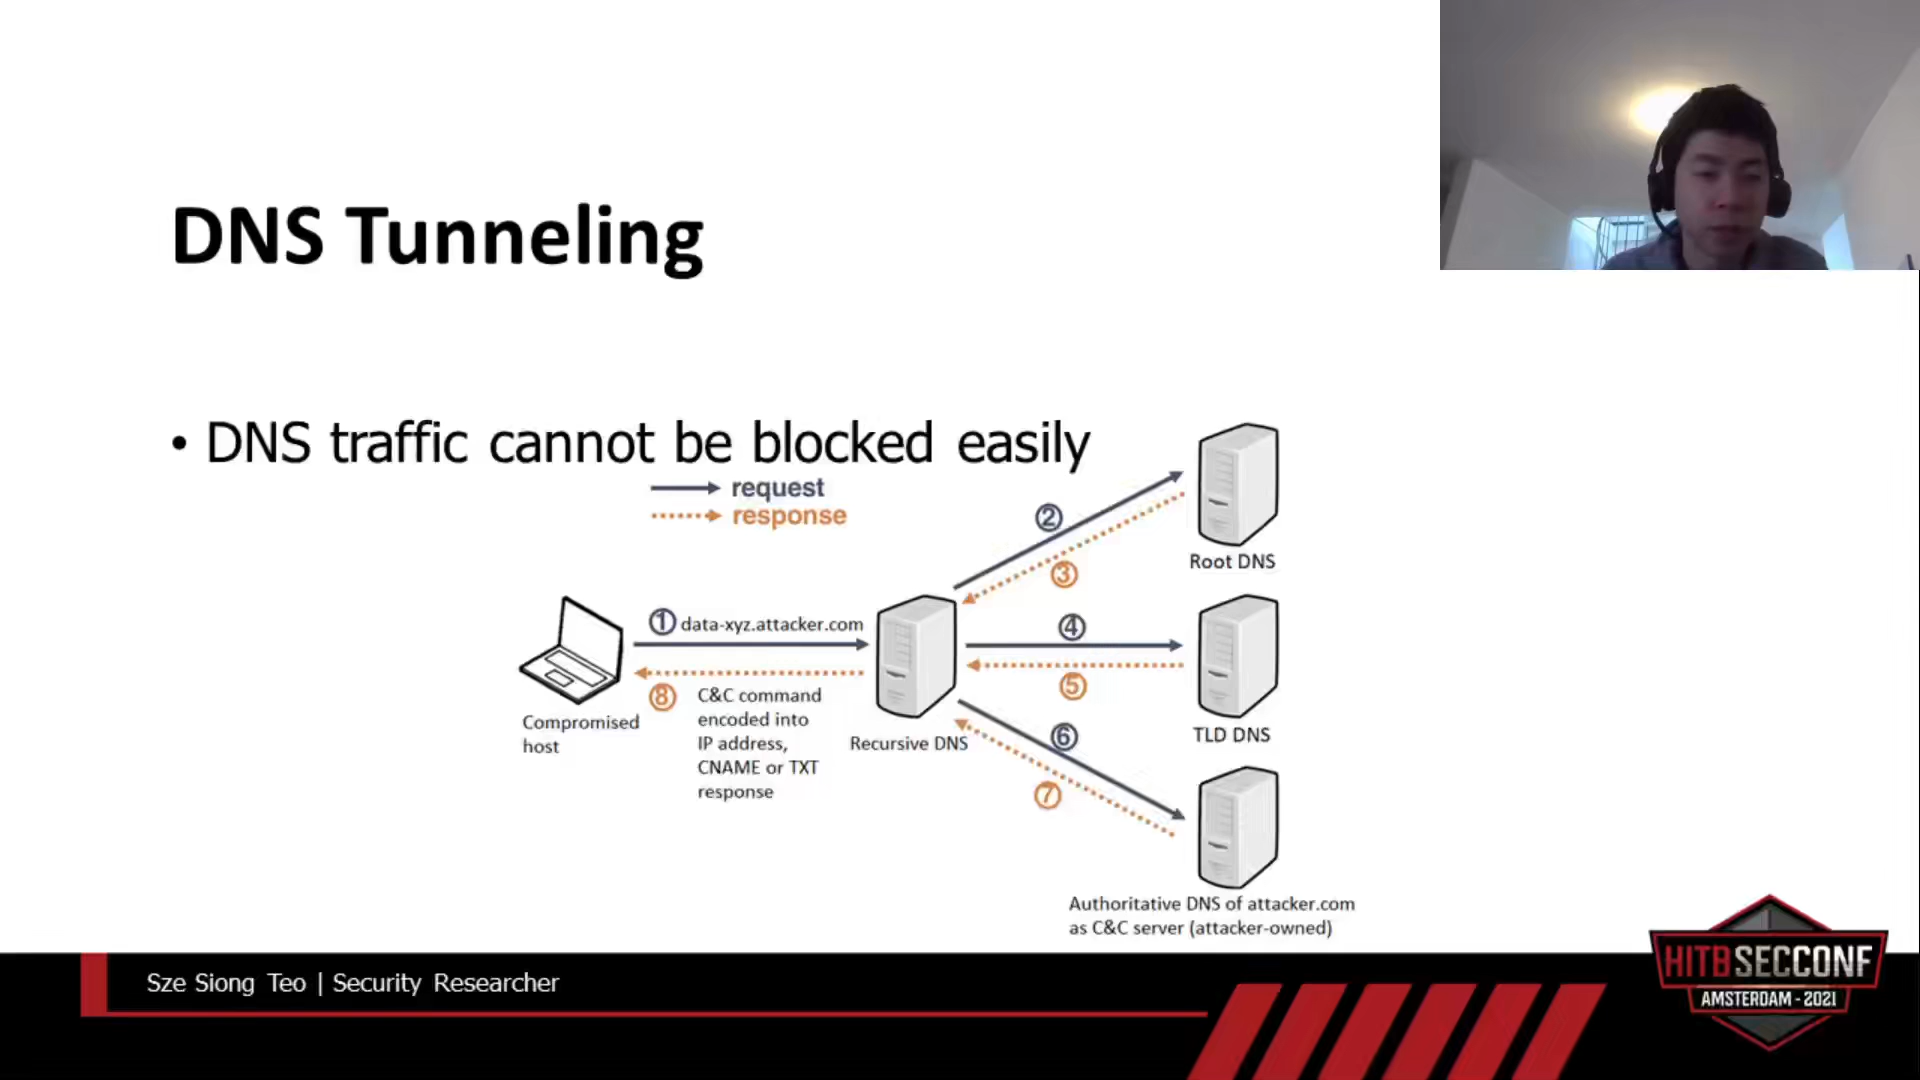 DNS Tunneling
• DNS traffic cannot be blocked easily
request
response
②
③
Root DNS
① data-xyz.attacker.com
④
⑤
⑧
C&C command
encoded into
IP address,
CNAME or TXT
response
Compromised
host
Recursive DNS
TLD DNS
⑥
⑦
Authoritative DNS of attacker.com
as C&C server (attacker-owned)
Sze Siong Teo | Security Researcher
HITBSECCONF
AMSTERDAM - 2021